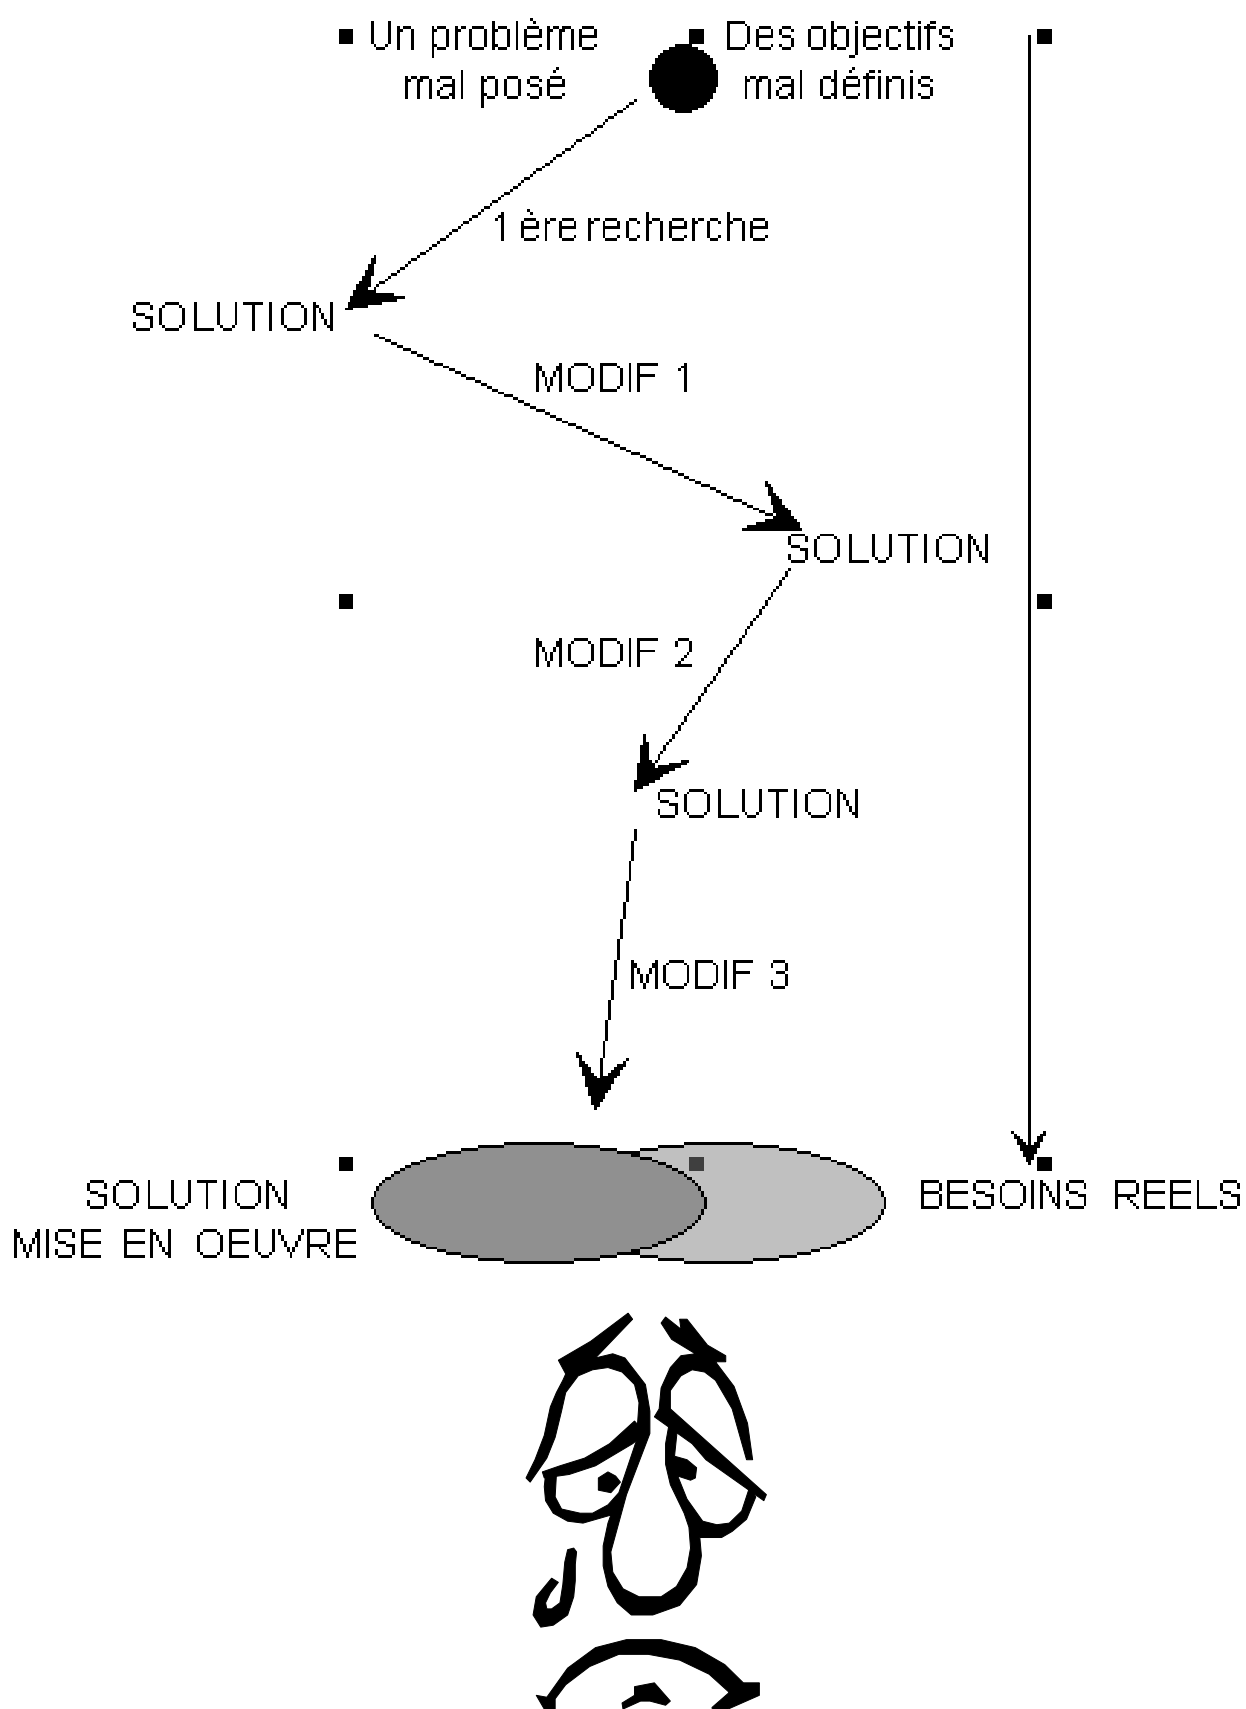 Un problème
mal posé
Des objectifs
mal définis
1 ère recherche
SOLUTION
MODIF 1
SOLUTION
MODIF 2
SOLUTION
MODIF 3
SOLUTION
MISE EN OEUVRE
BESOINS REELS